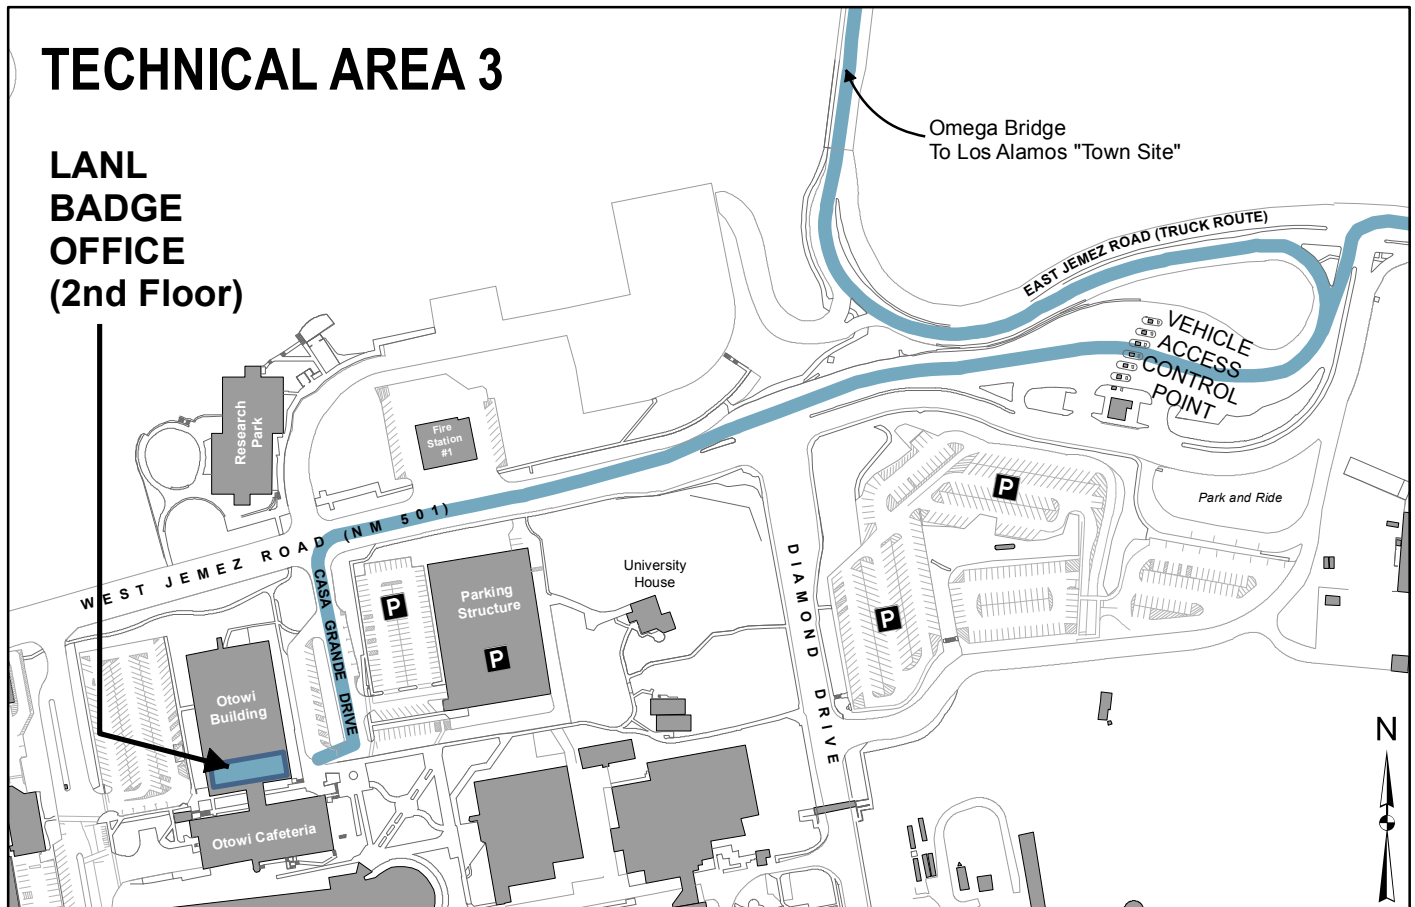 TECHNICAL AREA 3
LANL
BADGE
OFFICE
(2nd Floor)
Omega Bridge
To Los Alamos "Town Site"
EAST JEMEZ ROAD (TRUCK ROUTE)
VEHICLE
ACCESS
CONTROL
POINT
Research
Park
Fire
Station
#1
P
Park and Ride
WEST JEMEZ ROAD (NM 501)
CASA GRANDE DRIVE
P
Parking
Structure
P
University
House
DIAMOND DRIVE
P
Otowi
Building
Otowi Cafeteria
N